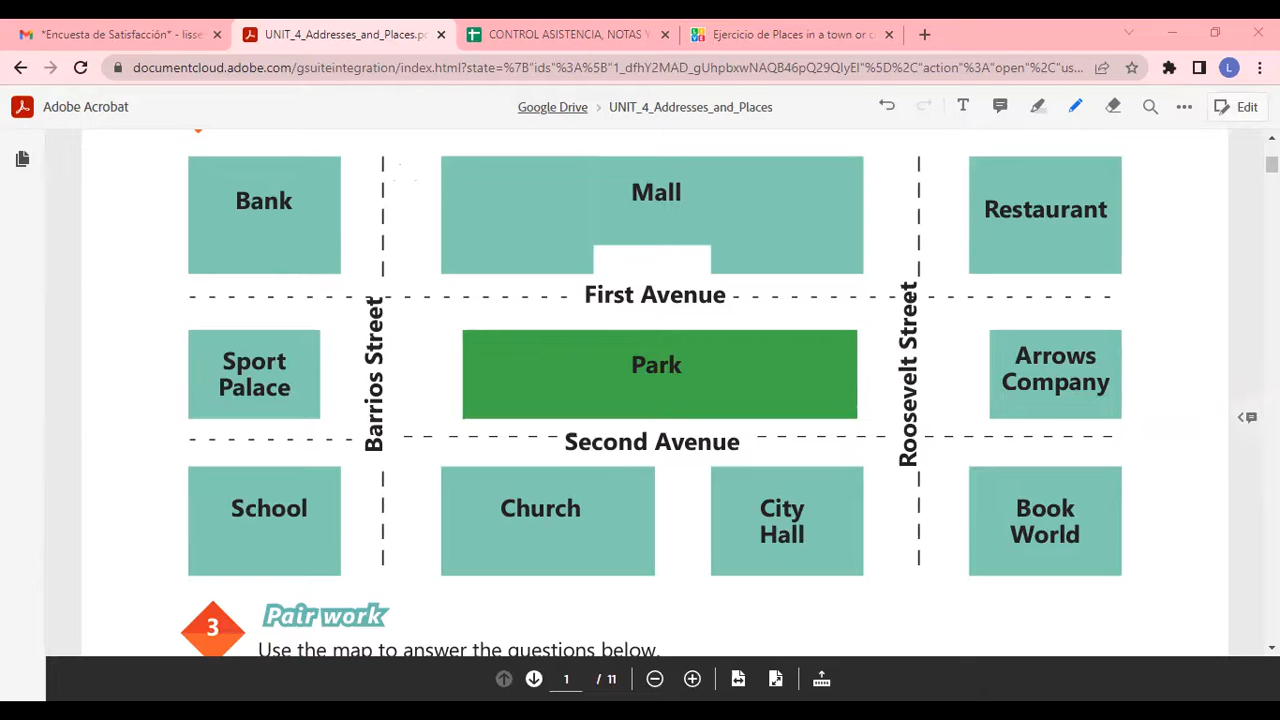 *Encuesta de Satisfacción* - lisse
UNIT_4_Addresses_and_Places.pc
CONTROL ASISTENCIA, NOTAS Y
Ejercicio de Places in a town or c
documentcloud.adobe.com/gsuiteintegration/index.html?state=%7B"ids"%3A%5B"1_dfhY2MAD_gUhpbxwNAQB46pQ29QIyEl"%5D%2C"action"%3A"open"%2C"us...
L
Adobe Acrobat
Google Drive > UNIT_4_Addresses_and_Places
Edit
Bank
Mall
Restaurant
First Avenue
Barrios Street
Roosevelt Street
Sport
Palace
Park
Arrows
Company
Second Avenue
School
Church
City
Hall
Book
World
3
Pair work
Use the map to answer the questions below.
1 / 11